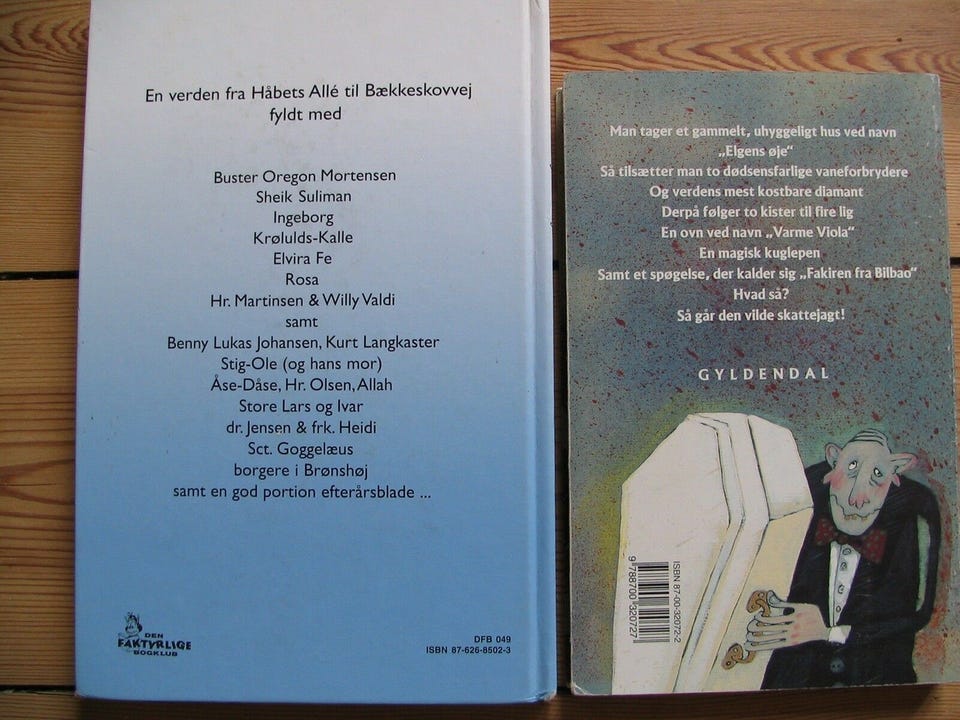 En verden fra Håbets Allé til Bækkeskovvej
fyldt med
Buster Oregon Mortensen
Sheik Suliman
Ingeborg
Krølulds-Kalle
Elvira Fe
Rosa
Hr. Martinsen & Willy Valdi
samt
Benny Lukas Johansen, Kurt Langkaster
Stig-Ole (og hans mor)
Åse-Dåse, Hr. Olsen, Allah
Store Lars og Ivar
dr. Jensen & frk. Heidi
Sct. Goggelæus
borgere i Brønshøj
samt en god portion efterårsblade ...
DEN
FAKTYRLIGE
BOGKLUB
DFB 049
ISBN 87-626-8502-3
Man tager et gammelt, uhyggeligt hus ved navn
„Elgens øje“
Så tilsætter man to dødsensfarlige vaneforbrydere
Og verdens mest kostbare diamant
Derpå følger to kister til fire lig
En ovn ved navn „Varme Viola“
En magisk kuglepen
Samt et spøgelse, der kalder sig „Fakiren fra Bilbao“
Hvad så?
Så går den vilde skattejagt!
GYLDENDAL
ISBN 87-00-32072-2
9 788700 320727